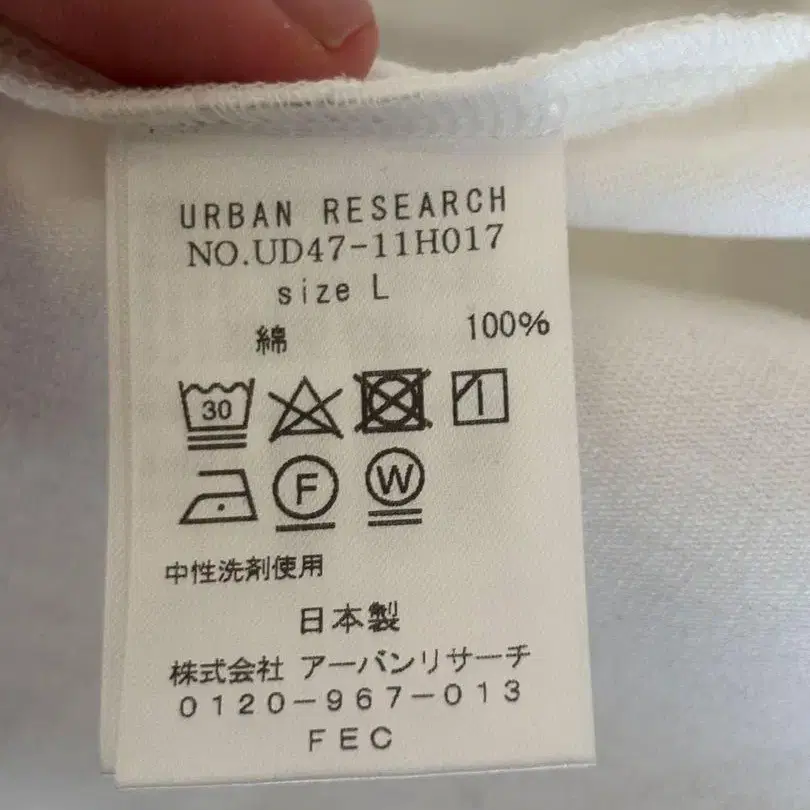 URBAN RESEARCH
NO.UD47-11H017
size L
綿 100%
30
F W
中性洗剤使用
日本製
株式会社 アーバンリサーチ
0120-967-013
FEC